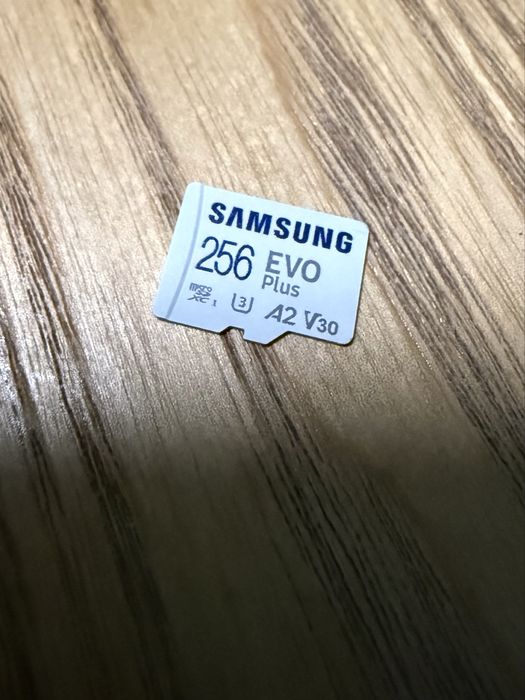 SAMSUNG
256 EVO
Plus
micro
SD
XC I U3 A2 V30